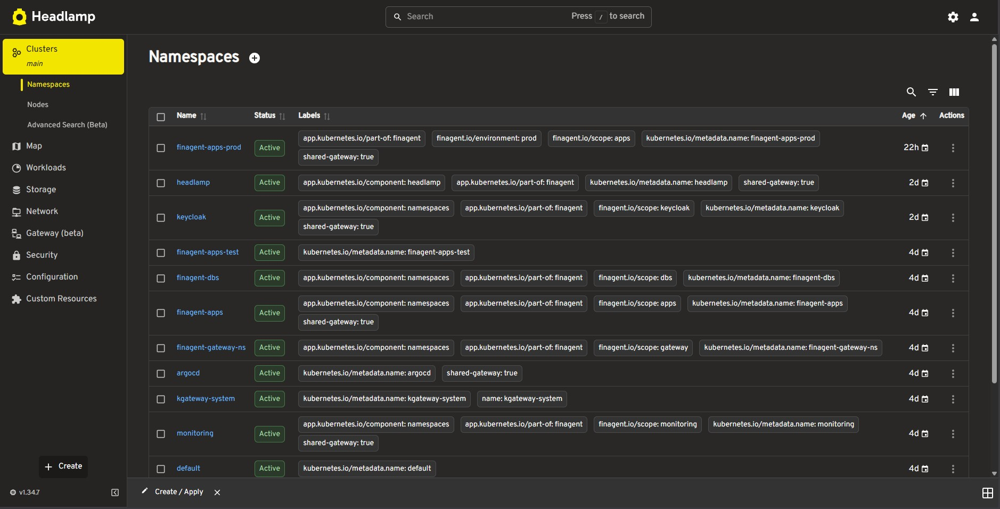 Headlamp
Search Press / to search
Clusters
main
Namespaces
Nodes
Advanced Search (Beta)
Map
Workloads
Storage
Network
Gateway (beta)
Security
Configuration
Custom Resources
Create
v1.34.7
Namespaces
Name Status Labels Age Actions
finagent-apps-prod Active app.kubernetes.io/part-of: finagent finagent.io/environment: prod finagent.io/scope: apps kubernetes.io/metadata.name: finagent-apps-prod 22h
shared-gateway: true
headlamp Active app.kubernetes.io/component: headlamp app.kubernetes.io/part-of: finagent kubernetes.io/metadata.name: headlamp shared-gateway: true 2d
keycloak Active app.kubernetes.io/component: namespaces app.kubernetes.io/part-of: finagent finagent.io/scope: keycloak kubernetes.io/metadata.name: keycloak 2d
shared-gateway: true
finagent-apps-test Active kubernetes.io/metadata.name: finagent-apps-test 4d
finagent-dbs Active app.kubernetes.io/component: namespaces app.kubernetes.io/part-of: finagent finagent.io/scope: dbs kubernetes.io/metadata.name: finagent-dbs 4d
finagent-apps Active app.kubernetes.io/component: namespaces app.kubernetes.io/part-of: finagent finagent.io/scope: apps kubernetes.io/metadata.name: finagent-apps 4d
shared-gateway: true
finagent-gateway-ns Active app.kubernetes.io/component: namespaces app.kubernetes.io/part-of: finagent finagent.io/scope: gateway kubernetes.io/metadata.name: finagent-gateway-ns 4d
argocd Active kubernetes.io/metadata.name: argocd shared-gateway: true 4d
kgateway-system Active kubernetes.io/metadata.name: kgateway-system name: kgateway-system 4d
monitoring Active app.kubernetes.io/component: namespaces app.kubernetes.io/part-of: finagent finagent.io/scope: monitoring kubernetes.io/metadata.name: monitoring 4d
shared-gateway: true
default Active kubernetes.io/metadata.name: default 4d
Create / Apply